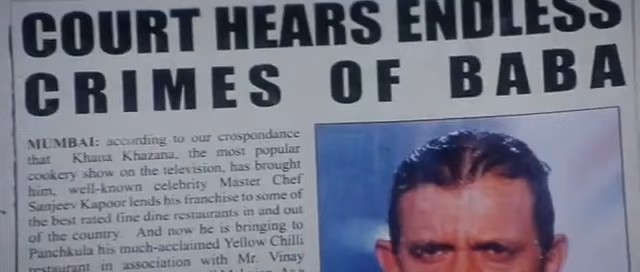 COURT HEARS ENDLESS
CRIMES OF BABA
MUMBAI: according to our crospondance
that Khana Khazana, the most popular
cookery show on the television, has brought
him, well-known celebrity Master Chef
Sanjeev Kapoor lends his franchise to some of
the best rated fine dine restaurants in and out
of the country. And now he is bringing to
Panchkula his much-acclaimed Yellow Chilli
restaurant in association with Mr. Vinay